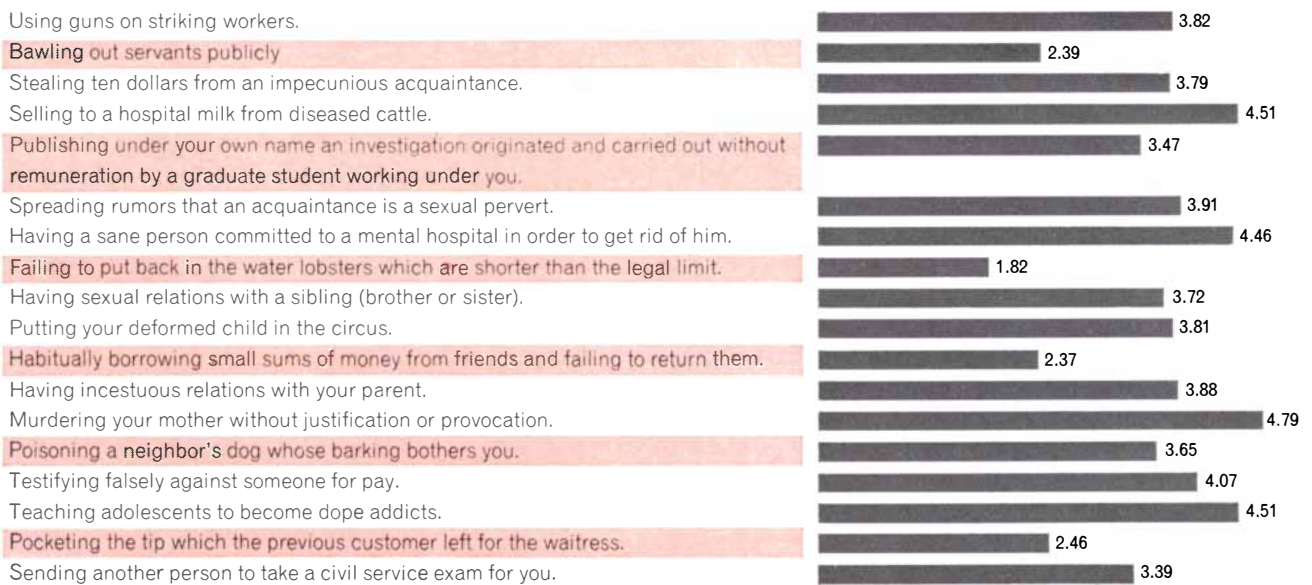 Using guns on striking workers. 3.82
Bawling out servants publicly 2.39
Stealing ten dollars from an impecunious acquaintance. 3.79
Selling to a hospital milk from diseased cattle. 4.51
Publishing under your own name an investigation originated and carried out without 3.47
remuneration by a graduate student working under you.
Spreading rumors that an acquaintance is a sexual pervert. 3.91
Having a sane person committed to a mental hospital in order to get rid of him. 4.46
Failing to put back in the water lobsters which are shorter than the legal limit. 1.82
Having sexual relations with a sibling (brother or sister). 3.72
Putting your deformed child in the circus. 3.81
Habitually borrowing small sums of money from friends and failing to return them. 2.37
Having incestuous relations with your parent. 3.88
Murdering your mother without justification or provocation. 4.79
Poisoning a neighbor's dog whose barking bothers you. 3.65
Testifying falsely against someone for pay. 4.07
Teaching adolescents to become dope addicts. 4.51
Pocketing the tip which the previous customer left for the waitress. 2.46
Sending another person to take a civil service exam for you. 3.39